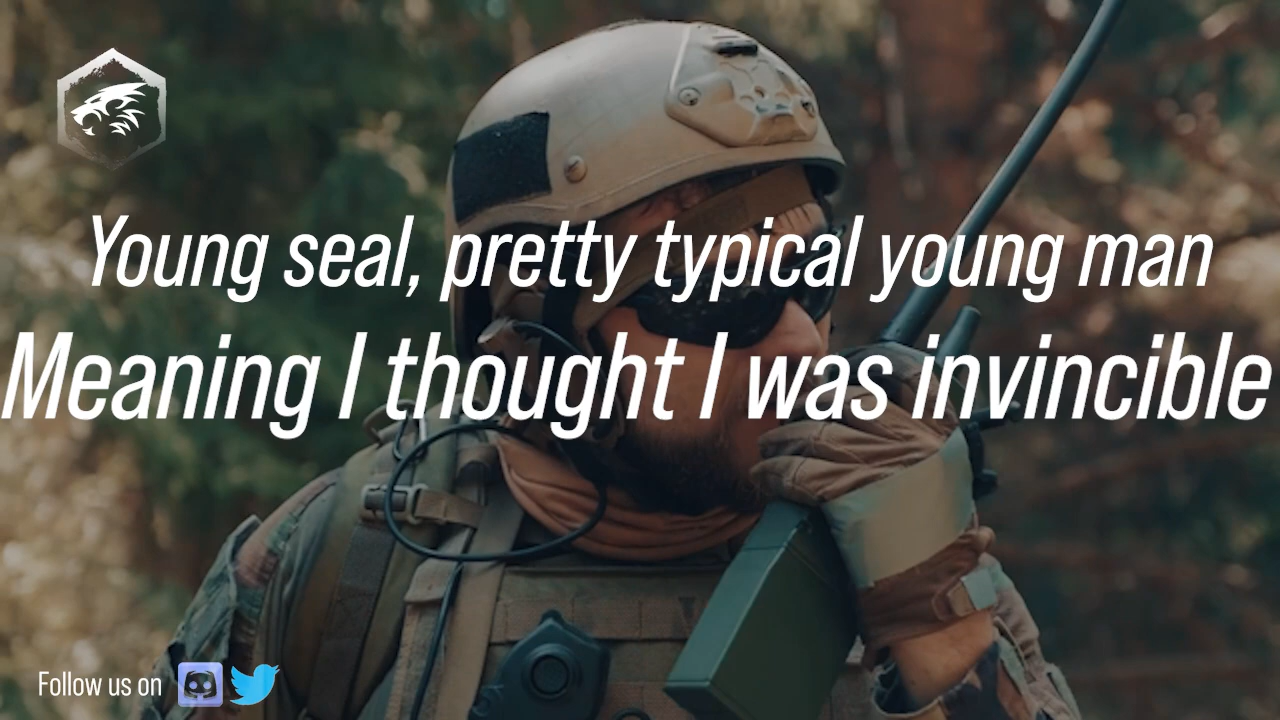 Young seal, pretty typical young man
Meaning I thought I was invincible
Follow us on